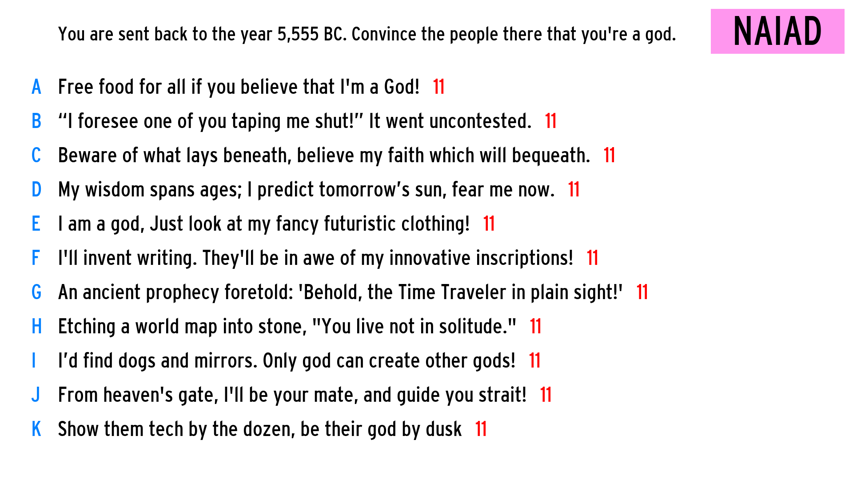 You are sent back to the year 5,555 BC. Convince the people there that you're a god.
NAIAD
A Free food for all if you believe that I'm a God! 11
B “I foresee one of you taping me shut!” It went uncontested. 11
C Beware of what lays beneath, believe my faith which will bequeath. 11
D My wisdom spans ages; I predict tomorrow’s sun, fear me now. 11
E I am a god, Just look at my fancy futuristic clothing! 11
F I'll invent writing. They'll be in awe of my innovative inscriptions! 11
G An ancient prophecy foretold: 'Behold, the Time Traveler in plain sight!' 11
H Etching a world map into stone, "You live not in solitude." 11
I I’d find dogs and mirrors. Only god can create other gods! 11
J From heaven's gate, I'll be your mate, and guide you strait! 11
K Show them tech by the dozen, be their god by dusk 11